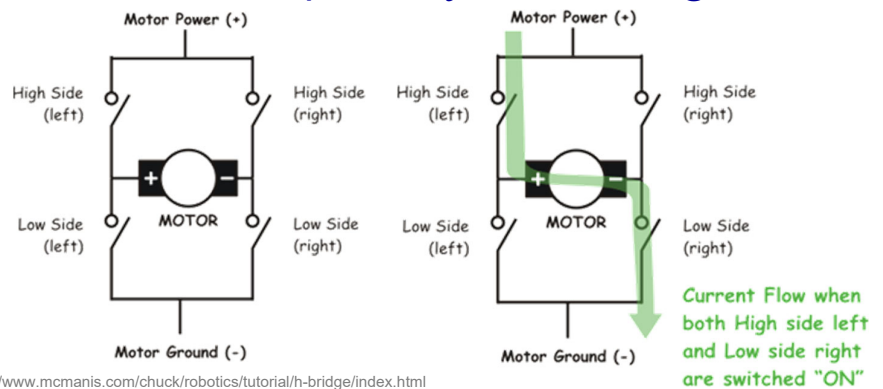 Motor Power (+)
High Side
(left)
High Side
(right)
+
−
MOTOR
Low Side
(left)
Low Side
(right)
Motor Ground (-)
Motor Power (+)
High Side
(left)
High Side
(right)
+
−
MOTOR
Low Side
(left)
Low Side
(right)
Motor Ground (-)
Current Flow when
both High side left
and Low side right
are switched "ON"
/www.mcmanis.com/chuck/robotics/tutorial/h-bridge/index.html